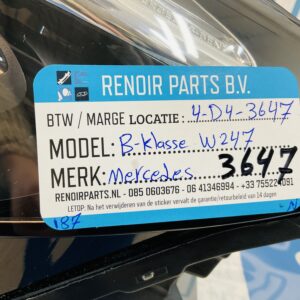 RENOIR PARTS B.V.
BTW / MARGE LOCATIE : 4-D4-3647
MODEL: B-Klasse W247
MERK: Mercedes 3647
RENOIRPARTS.NL - 085 0603676 - 06 41346994 - +33 755224091
LETOP: Na het verwijderen van de sticker vervalt de garantie/retourbeleid van 14 dagen
187